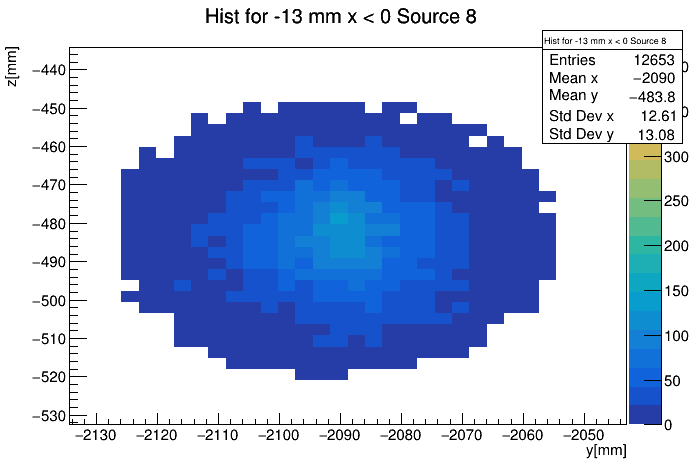 Hist for -13 mm x < 0 Source 8
z[mm]
Hist for -13 mm x < 0 Source 8
Entries 12653
Mean x −2090
Mean y −483.8
Std Dev x 12.61
Std Dev y 13.08
−440
−450
−460
−470
−480
−490
−500
−510
−520
−530
300
250
200
150
100
50
0
−2130 −2120 −2110 −2100 −2090 −2080 −2070 −2060 −2050
y[mm]